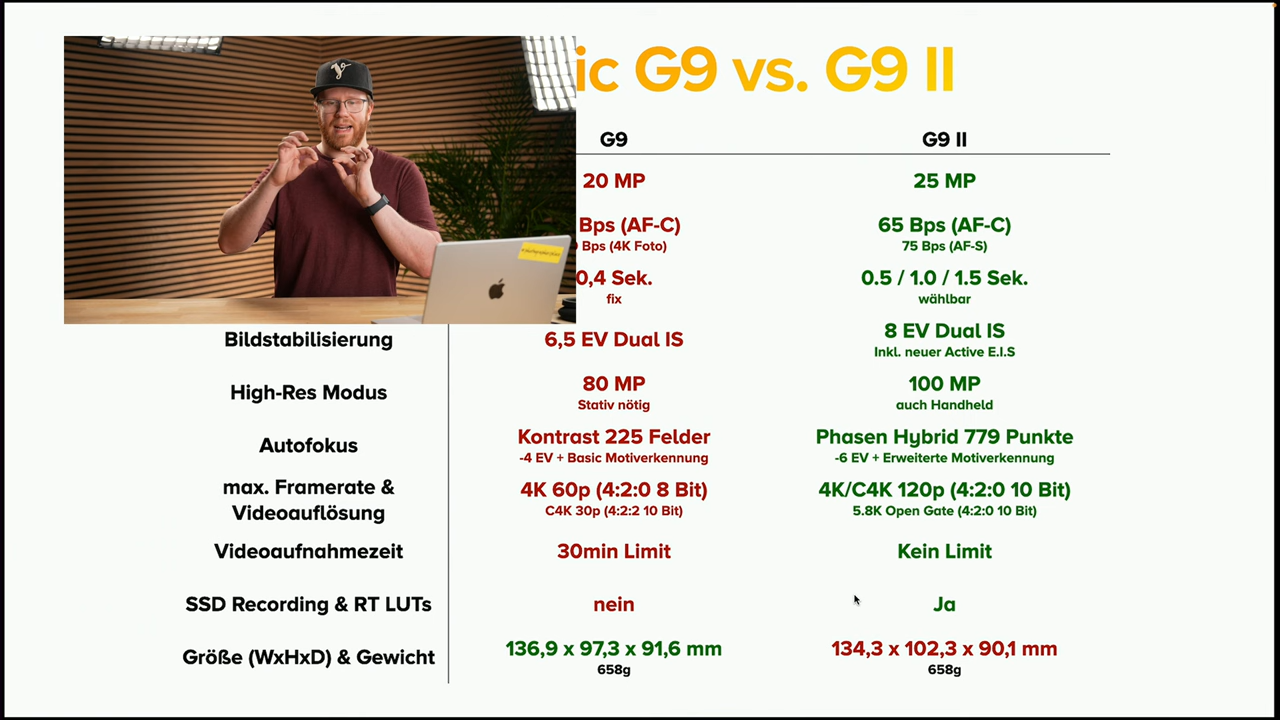 G9 vs. G9 II
G9 G9 II
20 MP 25 MP
Bps (AF-C) 65 Bps (AF-C)
Bps (4K Foto) 75 Bps (AF-S)
0,4 Sek. 0.5 / 1.0 / 1.5 Sek.
fix wählbar
Bildstabilisierung 6,5 EV Dual IS 8 EV Dual IS
Inkl. neuer Active E.I.S
High-Res Modus 80 MP 100 MP
Stativ nötig auch Handheld
Autofokus Kontrast 225 Felder Phasen Hybrid 779 Punkte
-4 EV + Basic Motiverkennung -6 EV + Erweiterte Motiverkennung
max. Framerate & 4K 60p (4:2:0 8 Bit) 4K/C4K 120p (4:2:0 10 Bit)
Videoauflösung C4K 30p (4:2:2 10 Bit) 5.8K Open Gate (4:2:0 10 Bit)
Videoaufnahmezeit 30min Limit Kein Limit
SSD Recording & RT LUTs nein Ja
Größe (WxHxD) & Gewicht 136,9 x 97,3 x 91,6 mm 134,3 x 102,3 x 90,1 mm
658g 658g